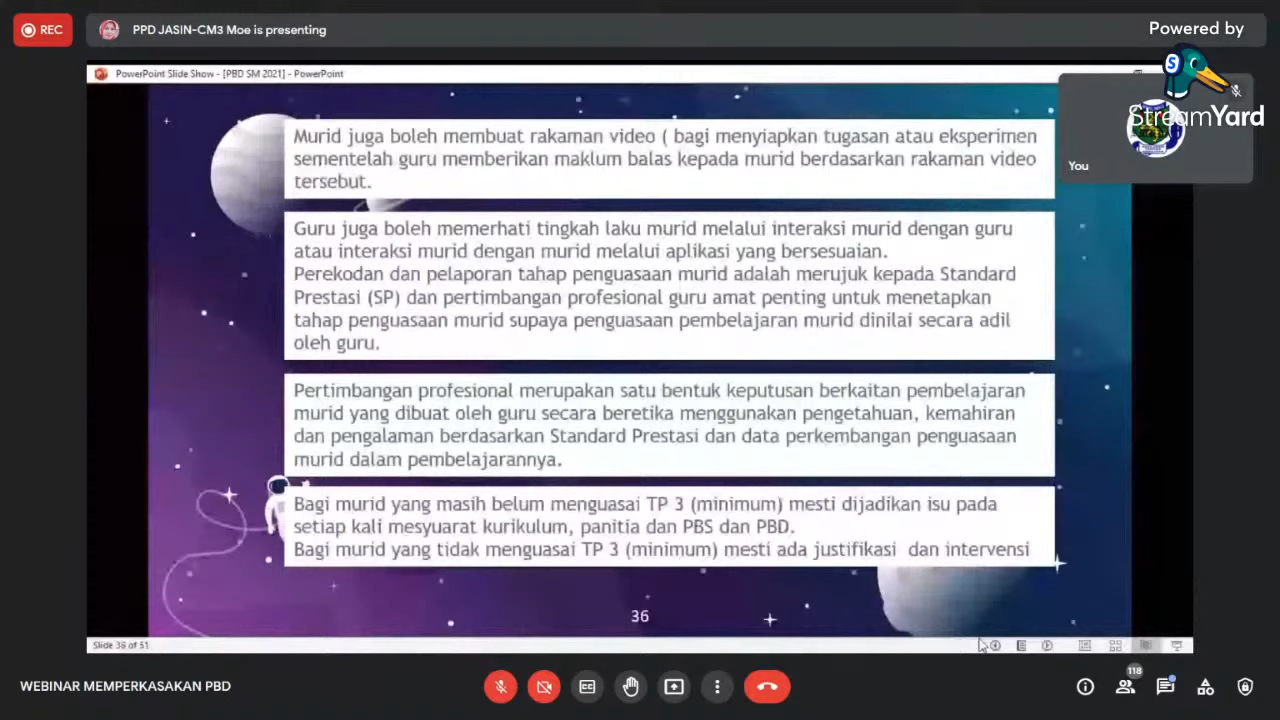 REC
PPD JASIN-CM3 Moe is presenting
Powered by
StreamYard
You
PowerPoint Slide Show - [PBD SM 2021] - PowerPoint
Murid juga boleh membuat rakaman video ( bagi menyiapkan tugasan atau eksperimen
sementelah guru memberikan maklum balas kepada murid berdasarkan rakaman video
tersebut.
Guru juga boleh memerhati tingkah laku murid melalui interaksi murid dengan guru
atau interaksi murid dengan murid melalui aplikasi yang bersesuaian.
Perekodan dan pelaporan tahap penguasaan murid adalah merujuk kepada Standard
Prestasi (SP) dan pertimbangan profesional guru amat penting untuk menetapkan
tahap penguasaan murid supaya penguasaan pembelajaran murid dinilai secara adil
oleh guru.
Pertimbangan profesional merupakan satu bentuk keputusan berkaitan pembelajaran
murid yang dibuat oleh guru secara beretika menggunakan pengetahuan, kemahiran
dan pengalaman berdasarkan Standard Prestasi dan data perkembangan penguasaan
murid dalam pembelajarannya.
Bagi murid yang masih belum menguasai TP 3 (minimum) mesti dijadikan isu pada
setiap kali mesyuarat kurikulum, panitia dan PBS dan PBD.
Bagi murid yang tidak menguasai TP 3 (minimum) mesti ada justifikasi dan intervensi
36
Slide 36 of 51
WEBINAR MEMPERKASAKAN PBD
118